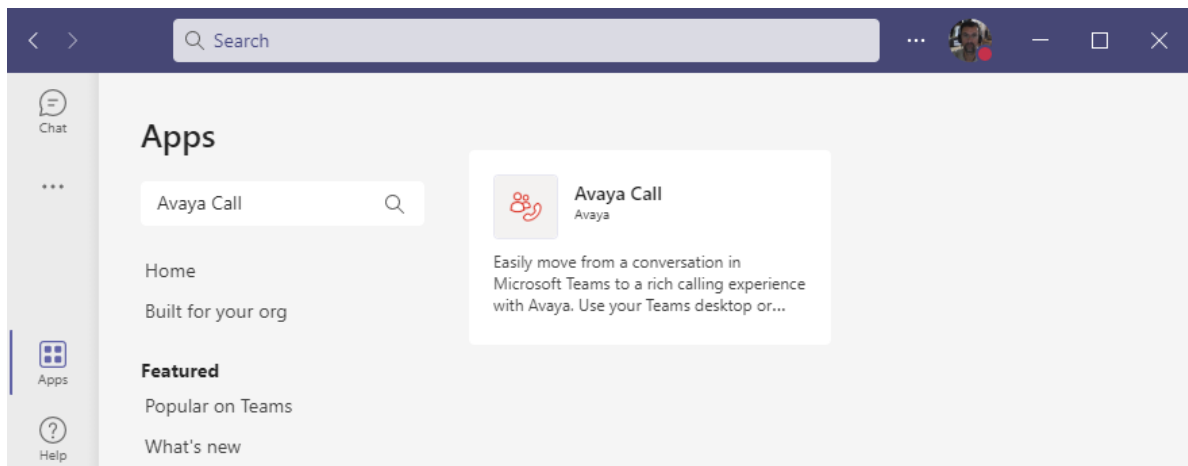 Search
Chat
Apps
Avaya Call
Home
Built for your org
Featured
Popular on Teams
What's new
Apps
Help
Avaya Call
Avaya
Easily move from a conversation in
Microsoft Teams to a rich calling experience
with Avaya. Use your Teams desktop or...